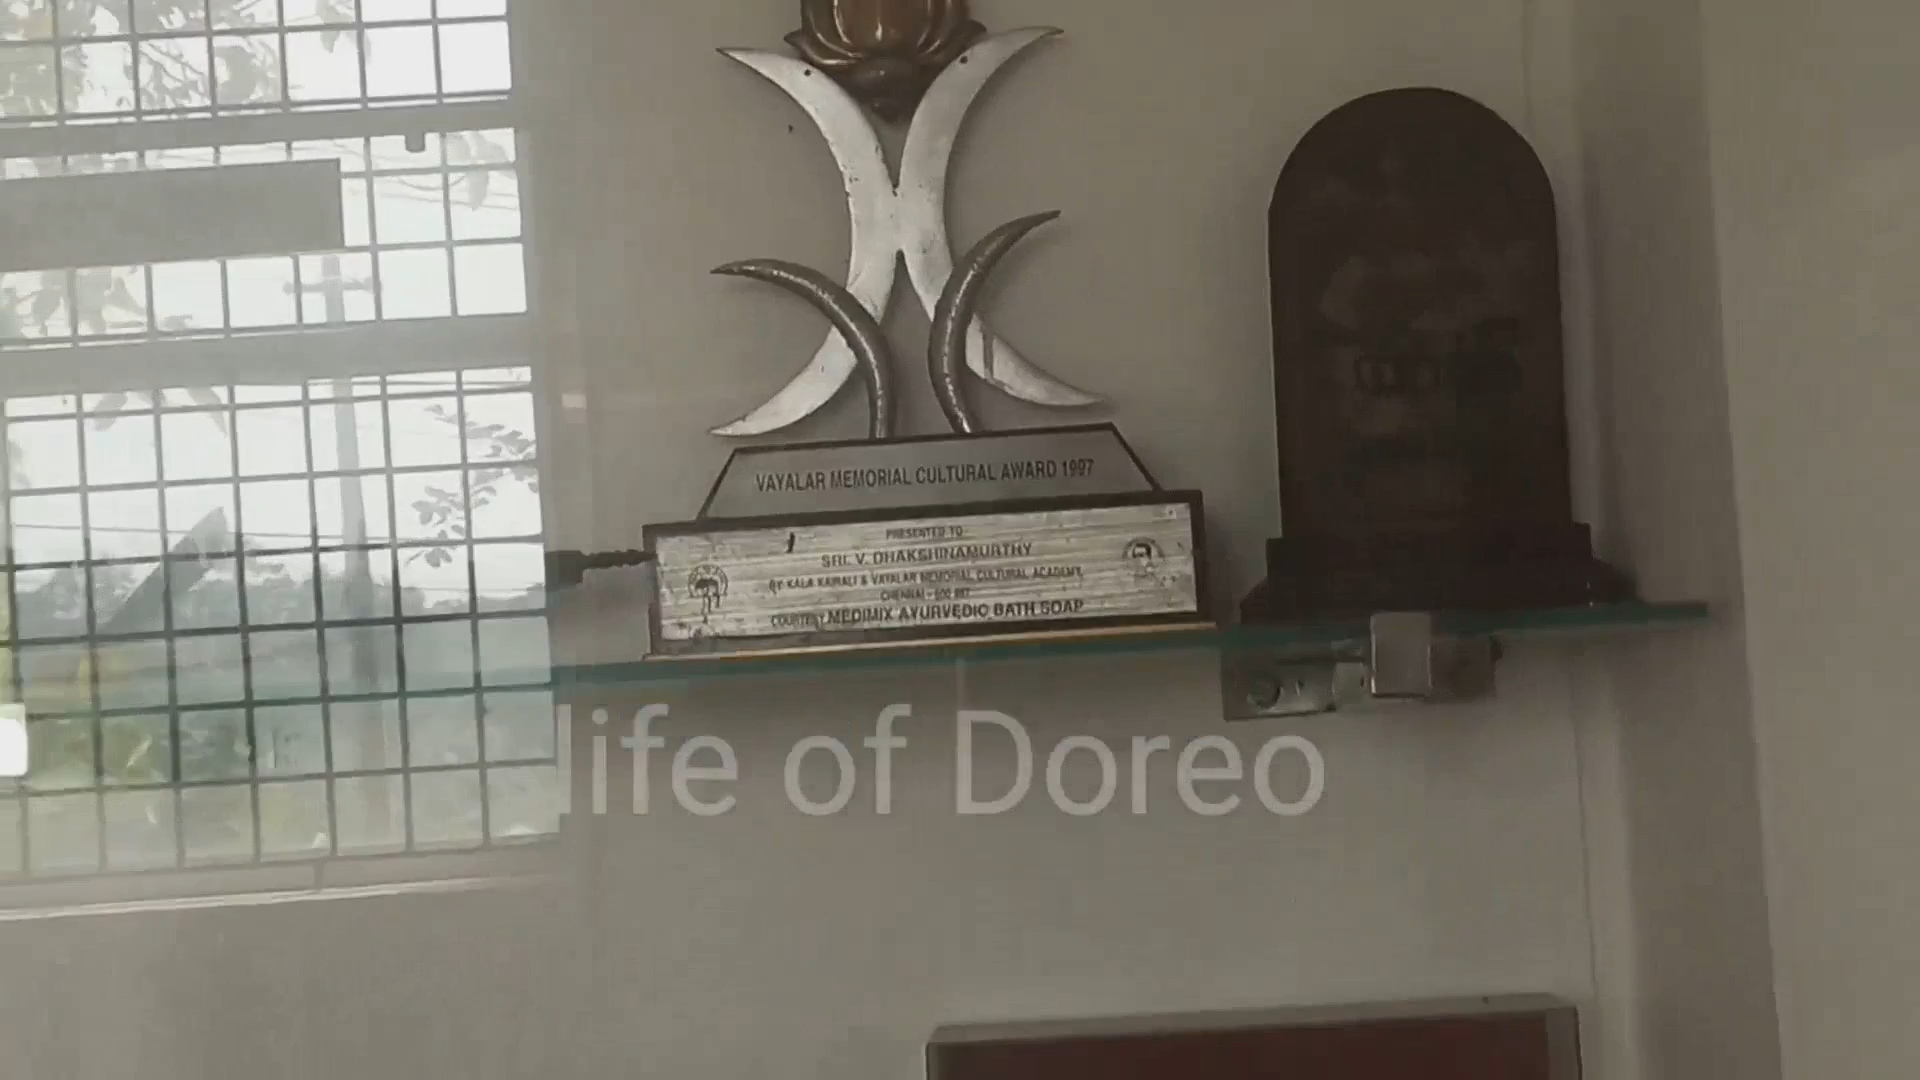 VAYALAR MEMORIAL CULTURAL AWARD 1997
PRESENTED TO
SRI. V. DHAKSHINAMURTHY
BY KALA KAIRALI & VAYALAR MEMORIAL CULTURAL ACADEMY,
CHENNAI - 600
COURTESY MEDIMIX AYURVEDIC BATH SOAP
life of Doreo